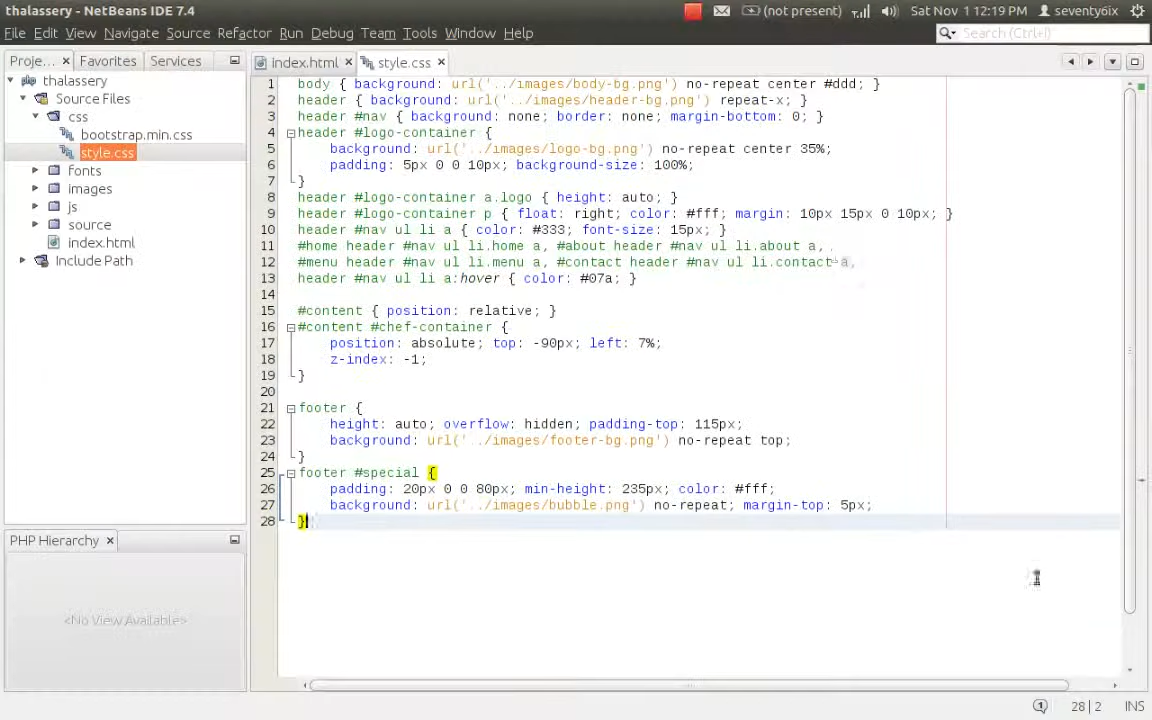 thalassery - NetBeans IDE 7.4
(not present)
Sat Nov 1 12:19 PM
seventy6ix
File Edit View Navigate Source Refactor Run Debug Team Tools Window Help
Search (Ctrl+I)
Proje... × Favorites Services
index.html × style.css ×
thalassery
Source Files
css
bootstrap.min.css
style.css
fonts
images
js
source
index.html
Include Path
PHP Hierarchy ×
<No View Available>
1 body { background: url('../images/body-bg.png') no-repeat center #ddd; }
2 header { background: url('../images/header-bg.png') repeat-x; }
3 header #nav { background: none; border: none; margin-bottom: 0; }
4 header #logo-container {
5 background: url('../images/logo-bg.png') no-repeat center 35%;
6 padding: 5px 0 0 10px; background-size: 100%;
7 }
8 header #logo-container a.logo { height: auto; }
9 header #logo-container p { float: right; color: #fff; margin: 10px 15px 0 10px; }
10 header #nav ul li a { color: #333; font-size: 15px; }
11 #home header #nav ul li.home a, #about header #nav ul li.about a,
12 #menu header #nav ul li.menu a, #contact header #nav ul li.contact a,
13 header #nav ul li a:hover { color: #07a; }
14
15 #content { position: relative; }
16 #content #chef-container {
17 position: absolute; top: -90px; left: 7%;
18 z-index: -1;
19 }
20
21 footer {
22 height: auto; overflow: hidden; padding-top: 115px;
23 background: url('../images/footer-bg.png') no-repeat top;
24 }
25 footer #special {
26 padding: 20px 0 0 80px; min-height: 235px; color: #fff;
27 background: url('../images/bubble.png') no-repeat; margin-top: 5px;
28 }
28|2 INS